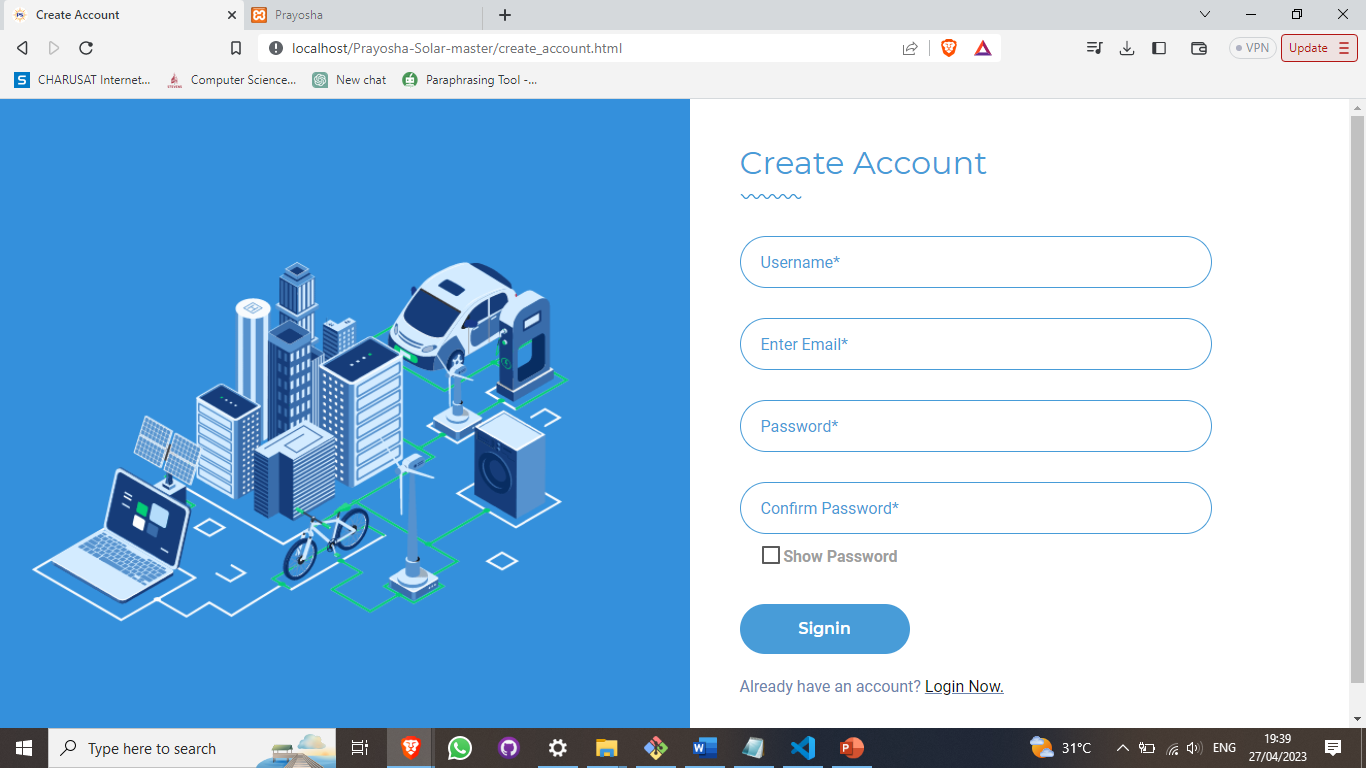 Create Account
Prayosha
localhost/Prayosha-Solar-master/create_account.html
VPN
Update
CHARUSAT Internet...
Computer Science...
New chat
Paraphrasing Tool -...
Create Account
Username*
Enter Email*
Password*
Confirm Password*
Show Password
Signin
Already have an account? Login Now.
Type here to search
31°C
ENG
19:39
27/04/2023